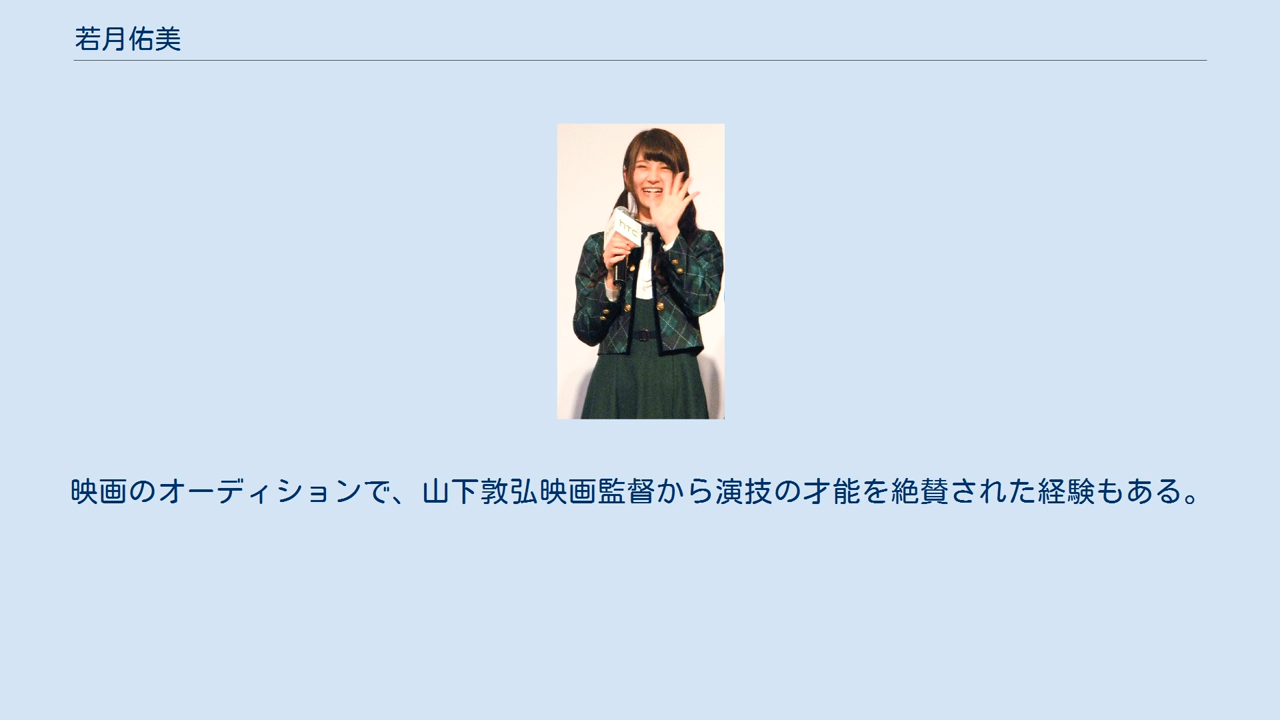 若月佑美
hTC
映画のオーディションで、山下敦弘映画監督から演技の才能を絶賛された経験もある。